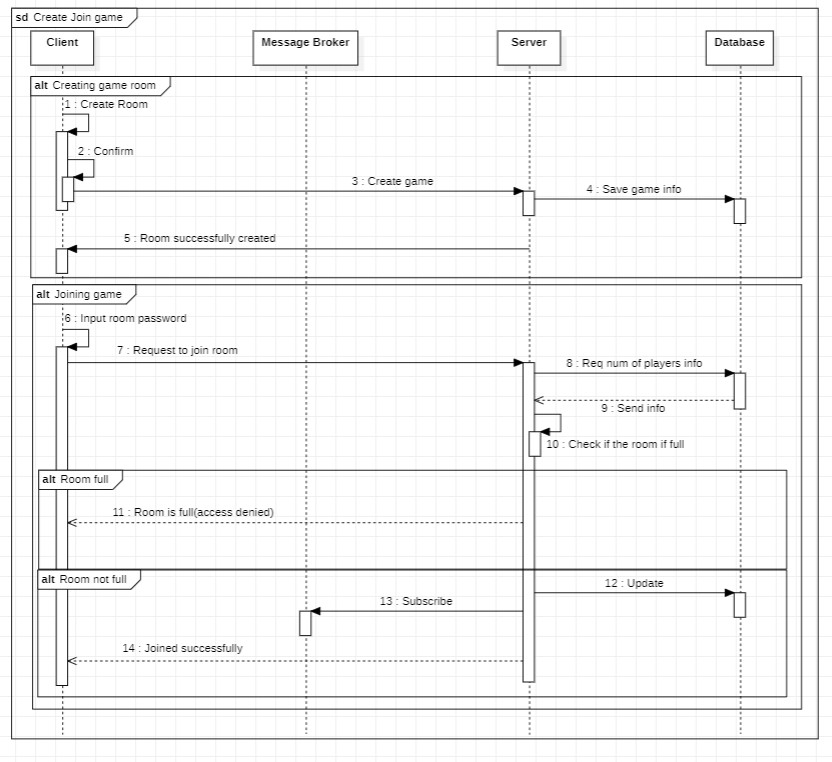 sd Create Join game
Client
Message Broker
Server
Database
alt Creating game room
1 : Create Room
2 : Confirm
3 : Create game
4 : Save game info
5 : Room successfully created
alt Joining game
6 : Input room password
7 : Request to join room
8 : Req num of players info
9 : Send info
10 : Check if the room if full
alt Room full
11 : Room is full(access denied)
alt Room not full
12 : Update
13 : Subscribe
14 : Joined successfully